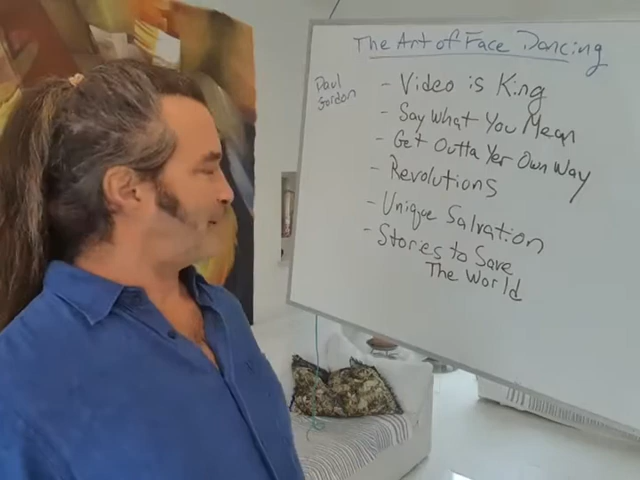 The Art of Face Dancing
Paul
Gordon
- Video is King
- Say What You Mean
- Get Outta Yer Own Way
- Revolutions
- Unique Salvation
- Stories to Save
The World